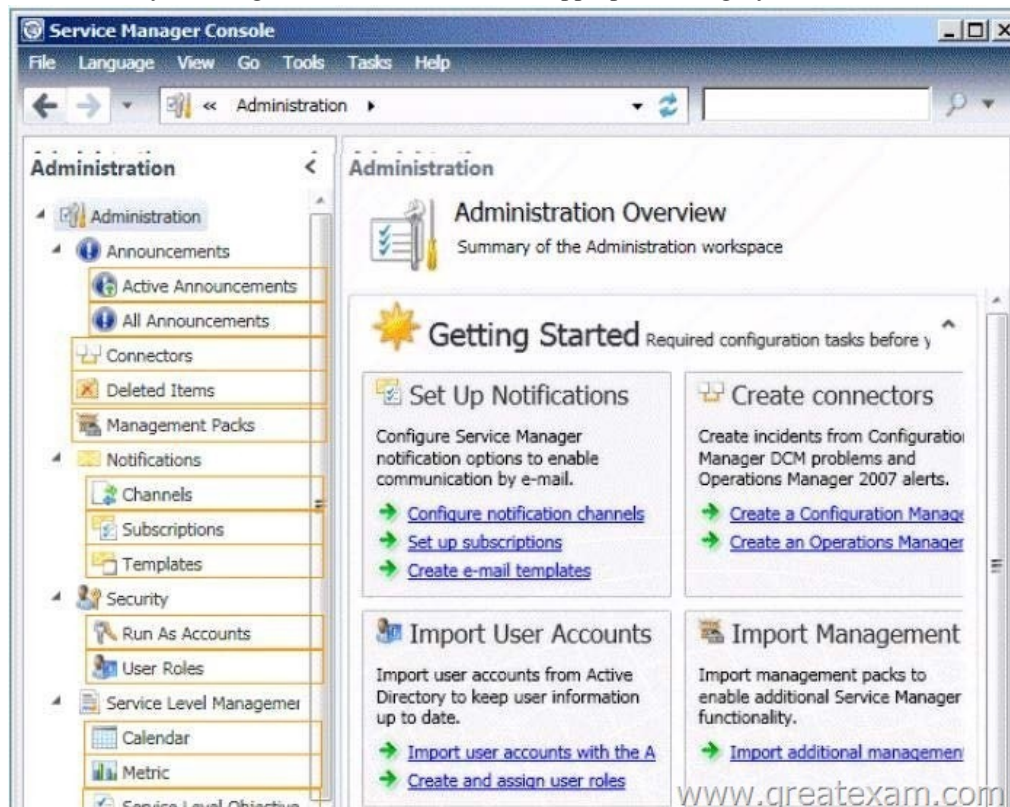 Service Manager Console
File Language View Go Tools Tasks Help
« Administration
Administration
Administration
Announcements
Active Announcements
All Announcements
Connectors
Deleted Items
Management Packs
Notifications
Channels
Subscriptions
Templates
Security
Run As Accounts
User Roles
Service Level Managemen
Calendar
Metric
Service Level Objective
Administration
Administration Overview
Summary of the Administration workspace
Getting Started Required configuration tasks before y
Set Up Notifications
Configure Service Manager
notification options to enable
communication by e-mail.
Configure notification channels
Set up subscriptions
Create e-mail templates
Create connectors
Create incidents from Configuration
Manager DCM problems and
Operations Manager 2007 alerts.
Create a Configuration Manage
Create an Operations Manager
Import User Accounts
Import user accounts from Active
Directory to keep user information
up to date.
Import user accounts with the A
Create and assign user roles
Import Management
Import management packs to
enable additional Service Manager
functionality.
Import additional managemen
www.greatexam.com